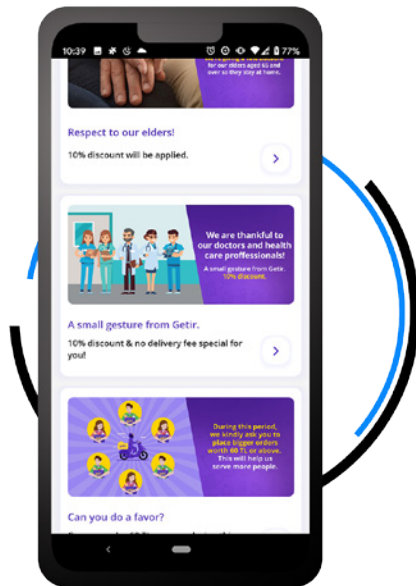 10:39
77%
for our elders aged 65 and
over so they stay at home.
Respect to our elders!
10% discount will be applied.
We are thankful to
our doctors and health
care proffessionals!
A small gesture from Getir.
10% discount.
A small gesture from Getir.
10% discount & no delivery fee special for
you!
During this period,
we kindly ask you to
place bigger orders
worth 60 TL or above.
This will help us
serve more people.
Can you do a favor?